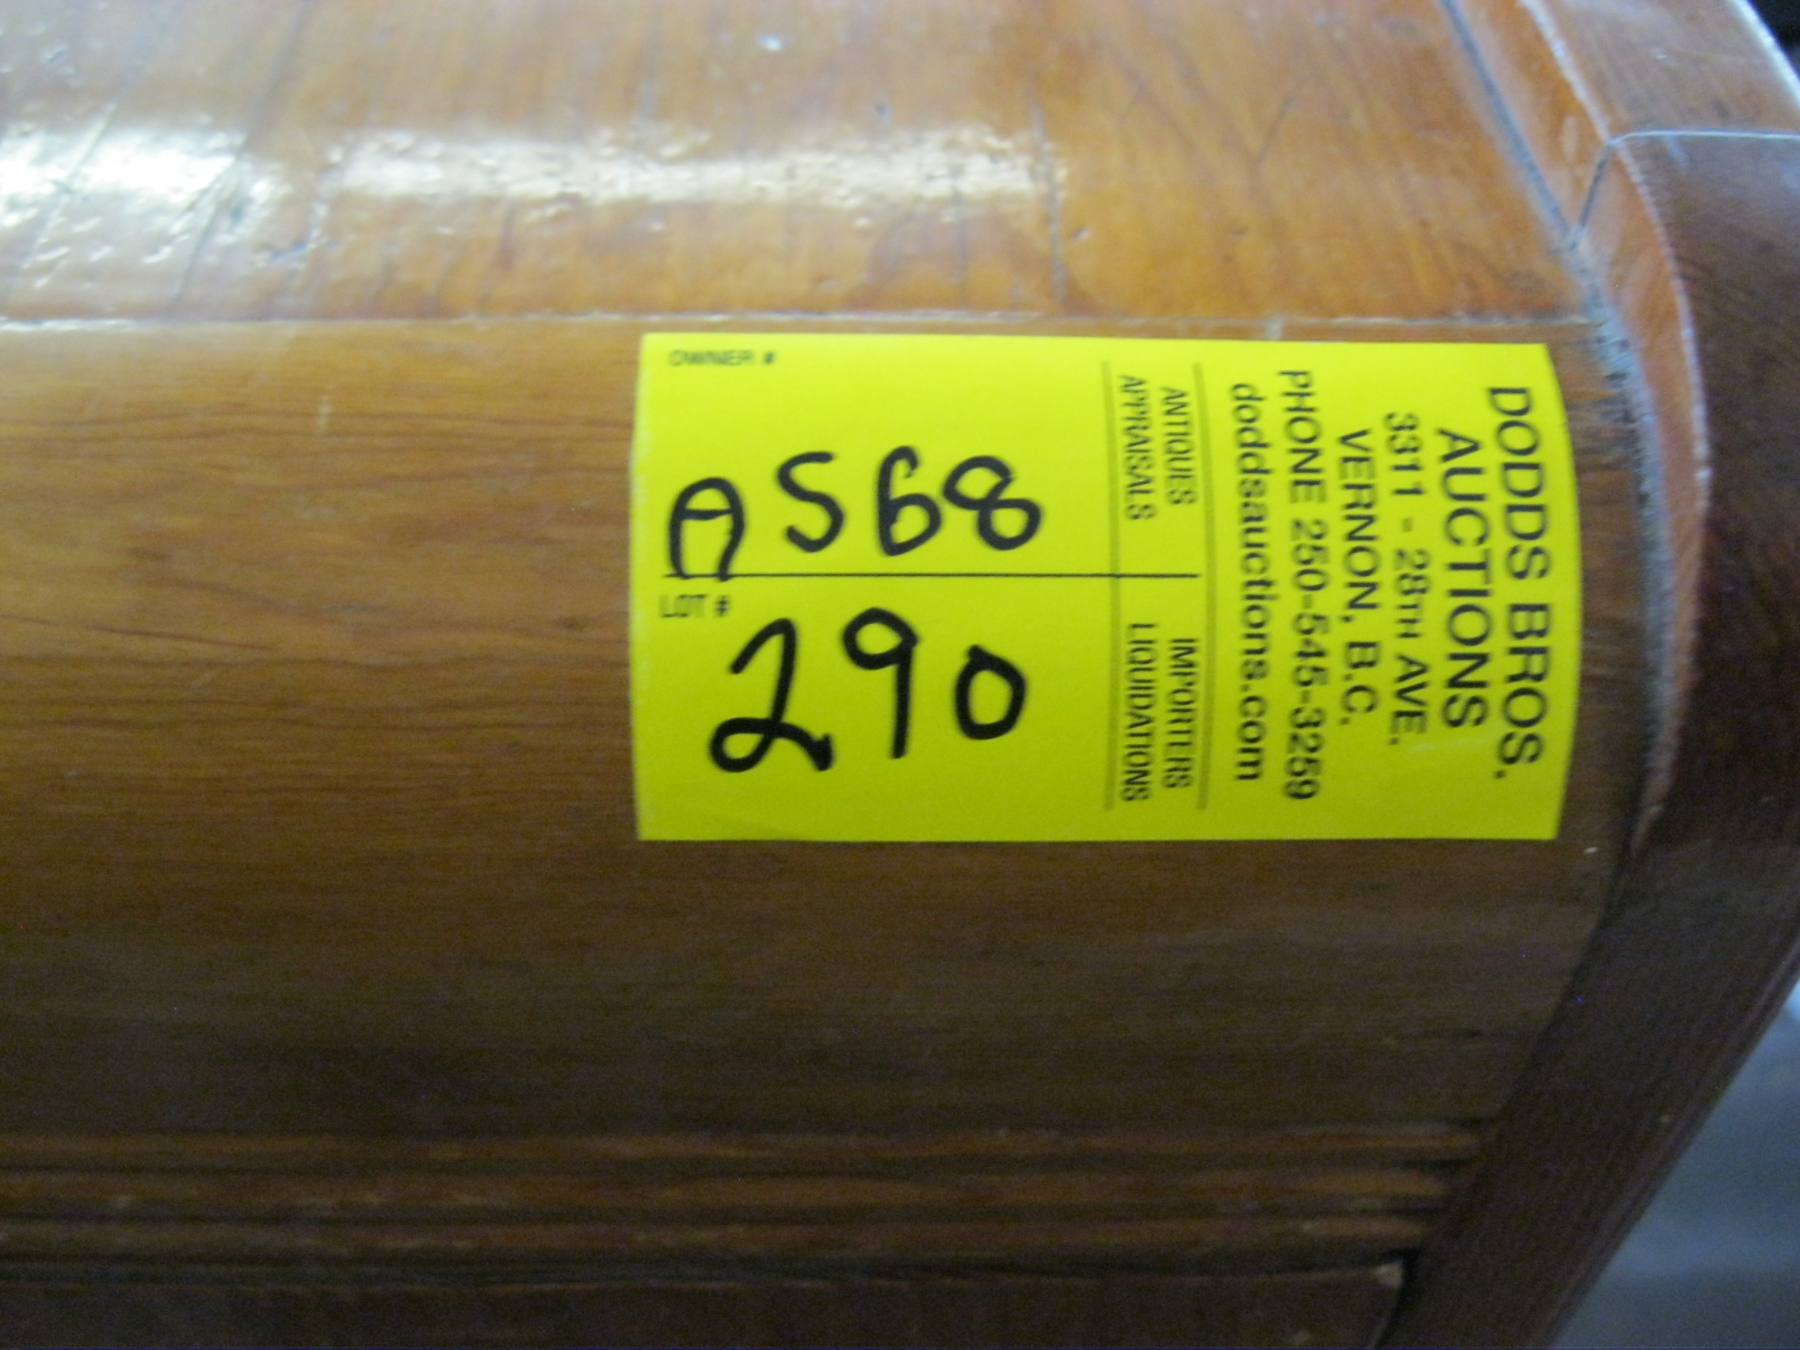 DODDS BROS.
AUCTIONS
3311 - 28TH AVE.
VERNON, B.C.
PHONE 250-545-3259
doddsauctions.com
ANTIQUES IMPORTERS
APPRAISALS LIQUIDATIONS
OWNER #
A568
LOT #
290